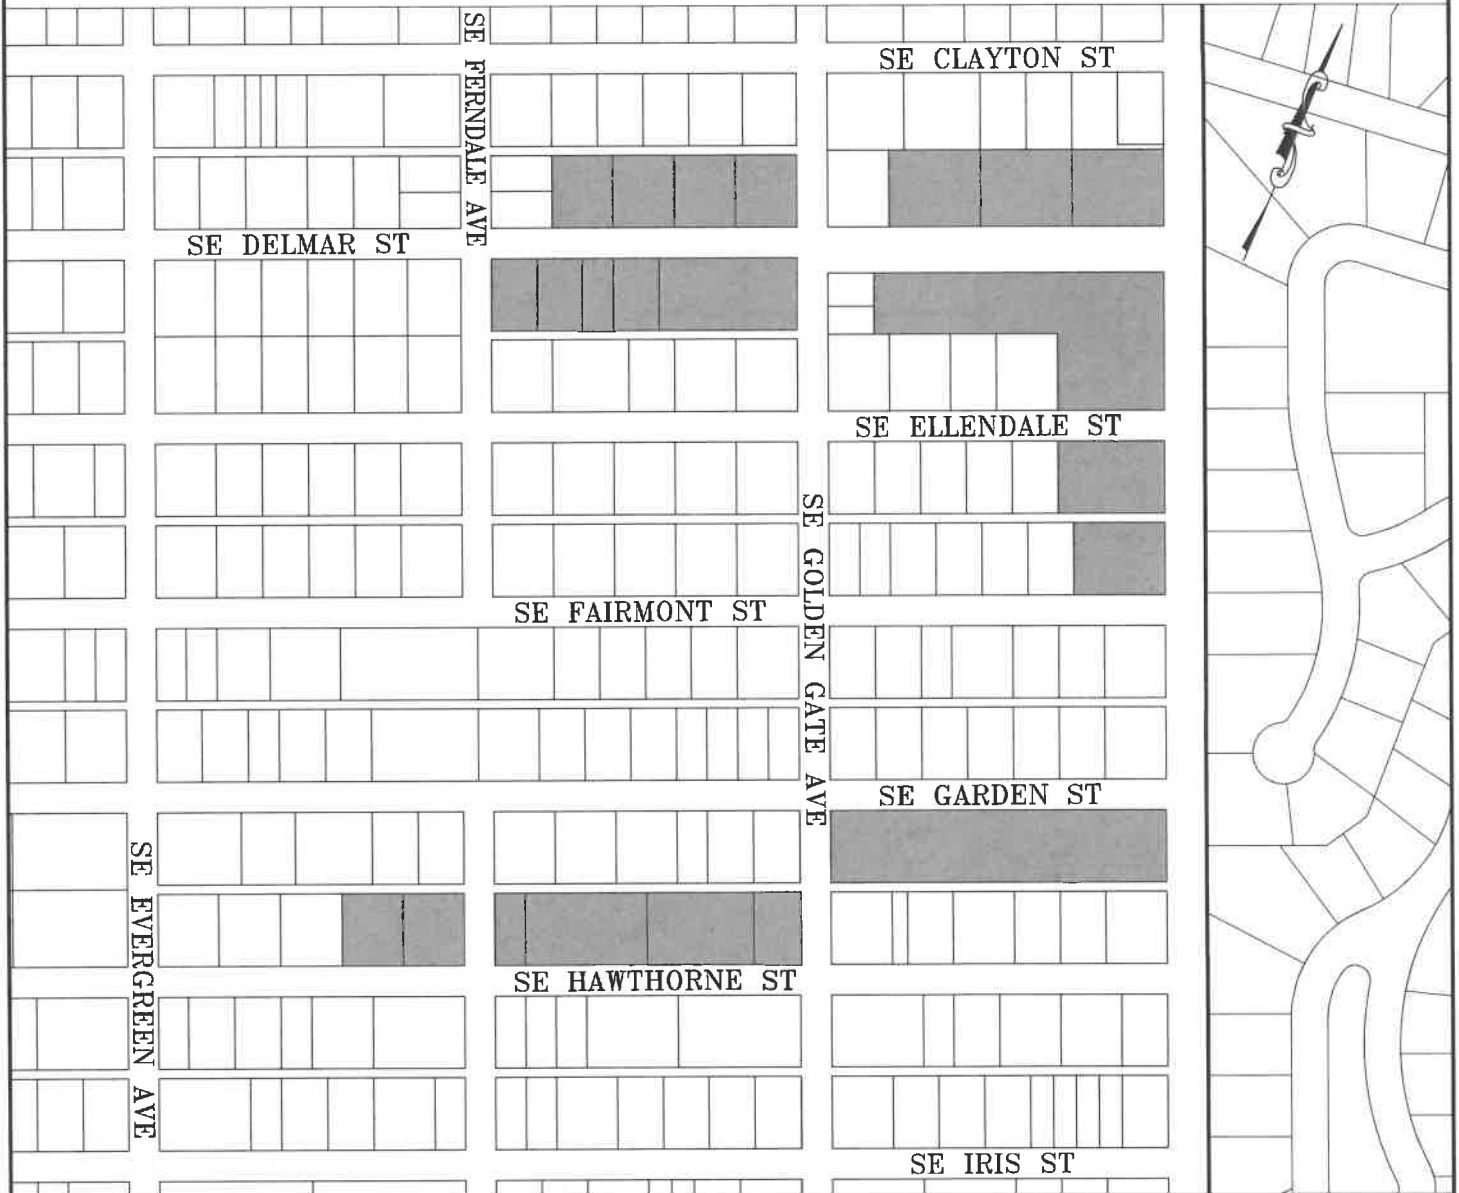 SE CLAYTON ST
SE FERNDALE AVE
SE DELMAR ST
SE ELLENDALE ST
SE GOLDEN GATE AVE
SE FAIRMONT ST
SE GARDEN ST
SE EVERGREEN AVE
SE HAWTHORNE ST
SE IRIS ST